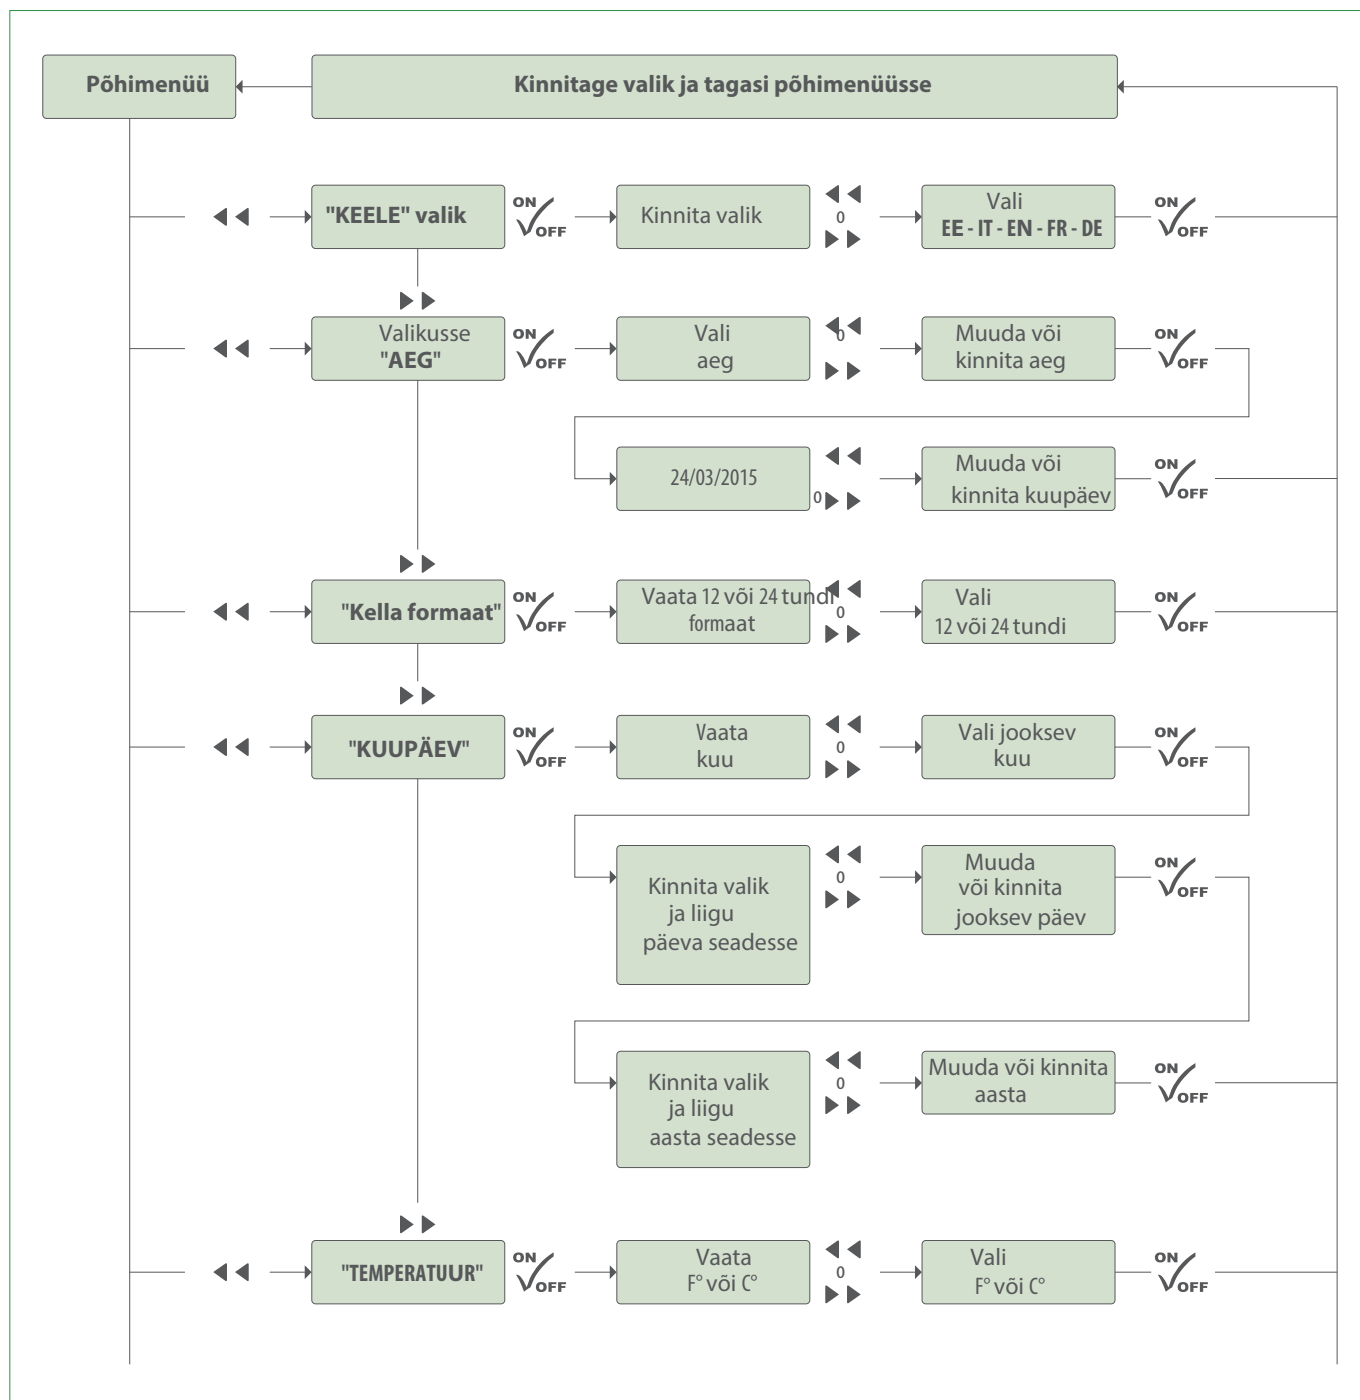 Põhimenüü
Kinnitage valik ja tagasi põhimenüüsse
"KEELE" valik
ON
OFF
Kinnita valik
0
Vali
EE - IT - EN - FR - DE
ON
OFF
Valikusse
"AEG"
ON
OFF
Vali
aeg
0
Muuda või
kinnita aeg
ON
OFF
24/03/2015
0
Muuda või
kinnita kuupäev
ON
OFF
"Kella formaat"
ON
OFF
Vaata 12 või 24 tundi
formaat
0
Vali
12 või 24 tundi
ON
OFF
"KUUPÄEV"
ON
OFF
Vaata
kuu
0
Vali jooksev
kuu
ON
OFF
Kinnita valik
ja liigu
päeva seadesse
0
Muuda
või kinnita
jooksev päev
ON
OFF
Kinnita valik
ja liigu
aasta seadesse
0
Muuda või kinnita
aasta
ON
OFF
"TEMPERATUUR"
ON
OFF
Vaata
F° või C°
0
Vali
F° või C°
ON
OFF